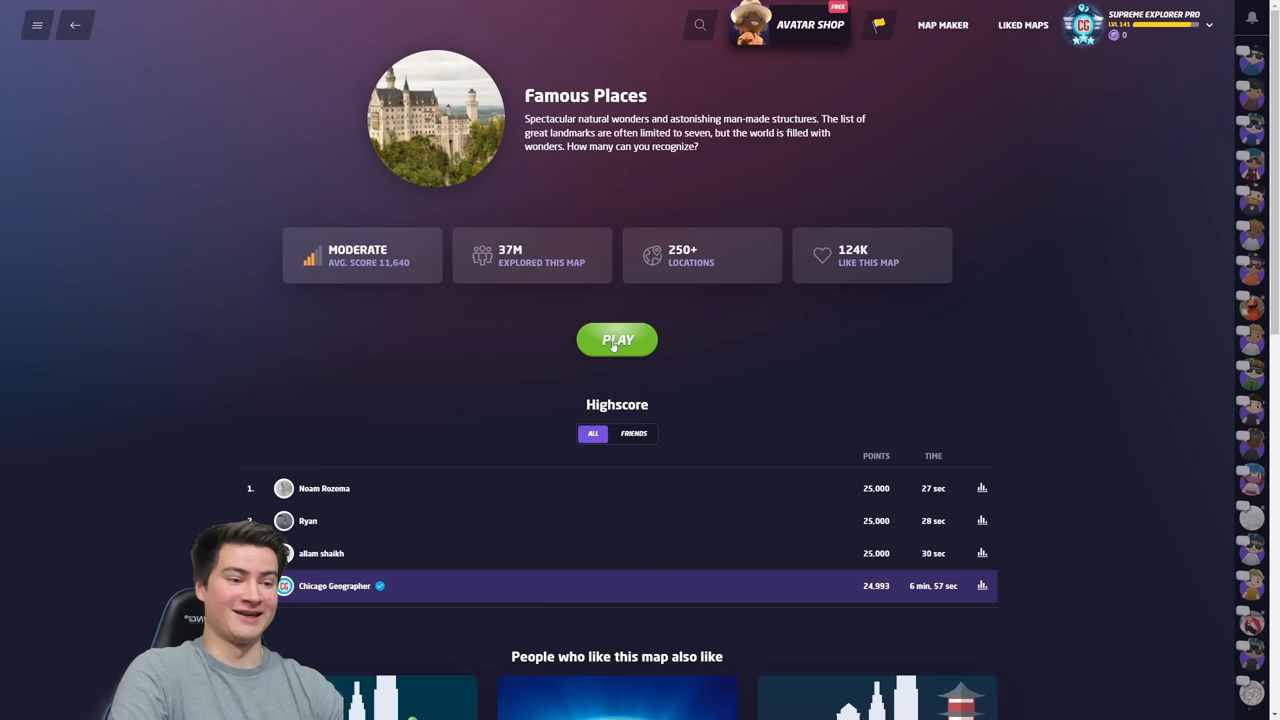 FREE
AVATAR SHOP
MAP MAKER
LIKED MAPS
CG
SUPREME EXPLORER PRO
LVL 141
0
Famous Places
Spectacular natural wonders and astonishing man-made structures. The list of
great landmarks are often limited to seven, but the world is filled with
wonders. How many can you recognize?
MODERATE
AVG. SCORE 11,640
37M
EXPLORED THIS MAP
250+
LOCATIONS
124K
LIKE THIS MAP
PLAY
Highscore
ALL
FRIENDS
POINTS
TIME
1.
Noam Rozema
25,000
27 sec
Ryan
25,000
28 sec
allam shaikh
25,000
30 sec
CG
Chicago Geographer
24,993
6 min, 57 sec
People who like this map also like